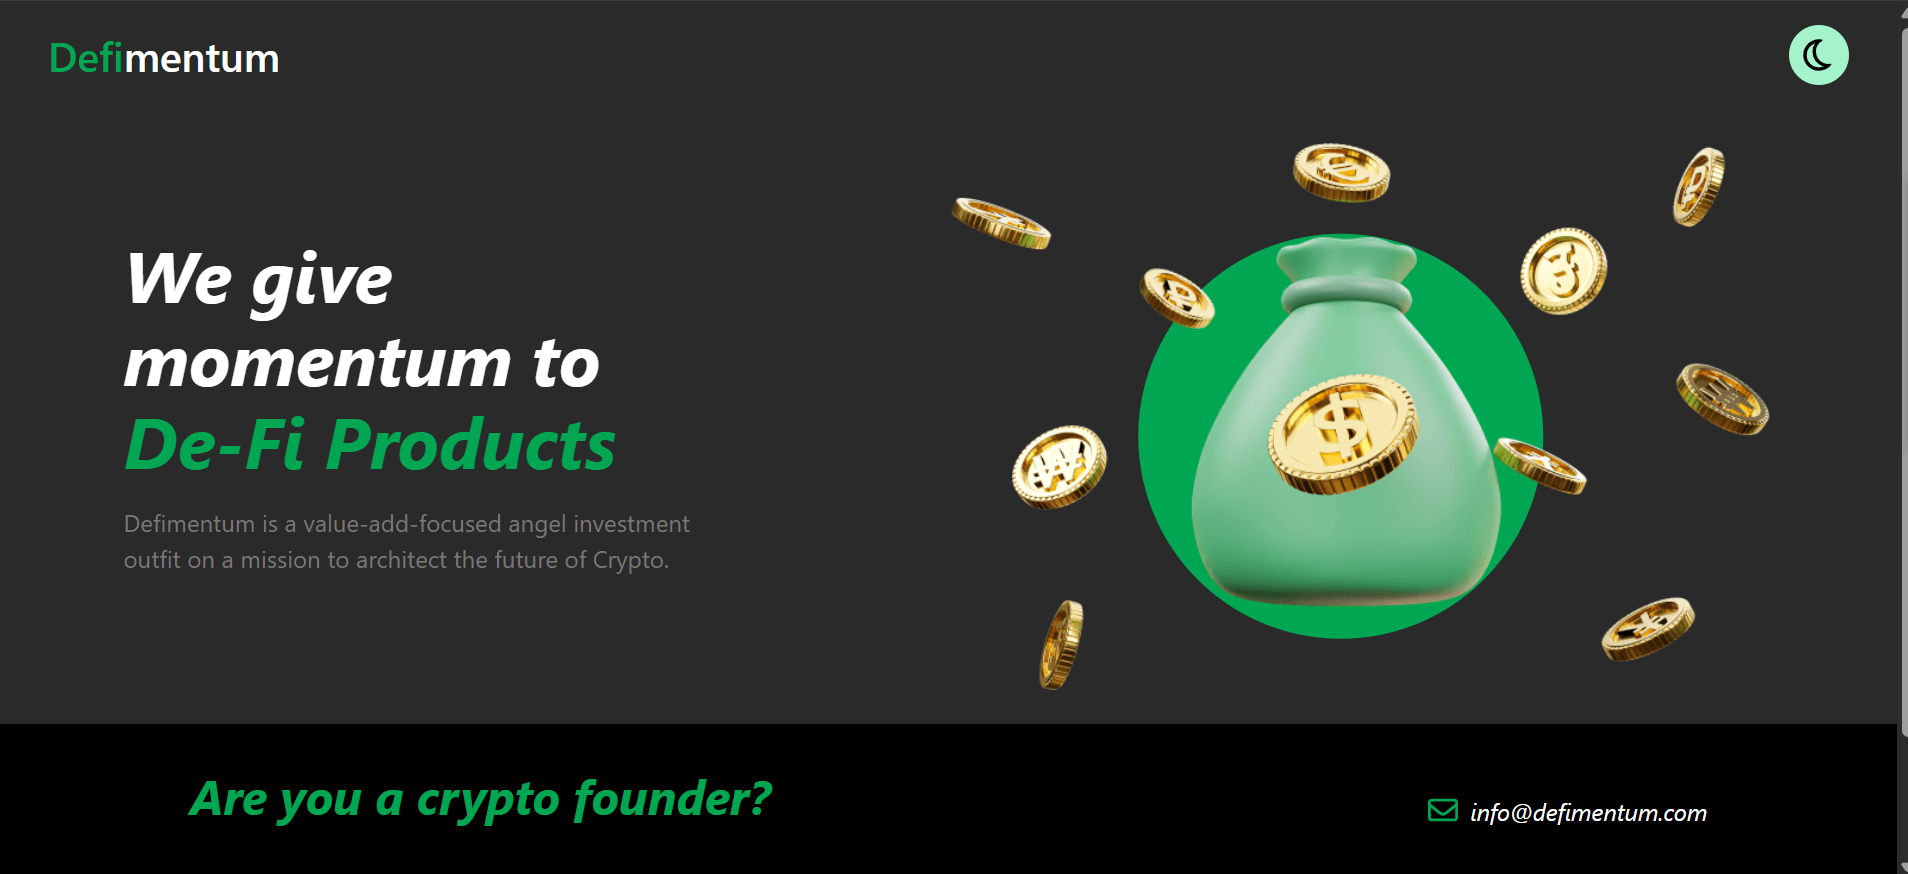 Defimentum
We give
momentum to
De-Fi Products
Defimentum is a value-add-focused angel investment
outfit on a mission to architect the future of Crypto.
$
Are you a crypto founder?
info@defimentum.com